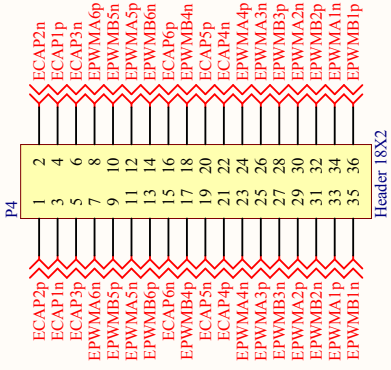 ECAP2n
ECAP1p
ECAP3n
EPWMA6p
EPWMB5n
EPWMA5p
EPWMB6n
ECAP6p
EPWMB4n
ECAP5p
ECAP4n
EPWMA4p
EPWMA3n
EPWMB3p
EPWMA2n
EPWMB2p
EPWMA1n
EPWMB1p
2 4 6 8 10 12 14 16 18 20 22 24 26 28 30 32 34 36
1 3 5 7 9 11 13 15 17 19 21 23 25 27 29 31 33 35
P4
Header 18X2
ECAP2p
ECAP1n
ECAP3p
EPWMA6n
EPWMB5p
EPWMA5n
EPWMB6p
ECAP6n
EPWMB4p
ECAP5n
ECAP4p
EPWMA4n
EPWMA3p
EPWMB3n
EPWMA2p
EPWMB2n
EPWMA1p
EPWMB1n